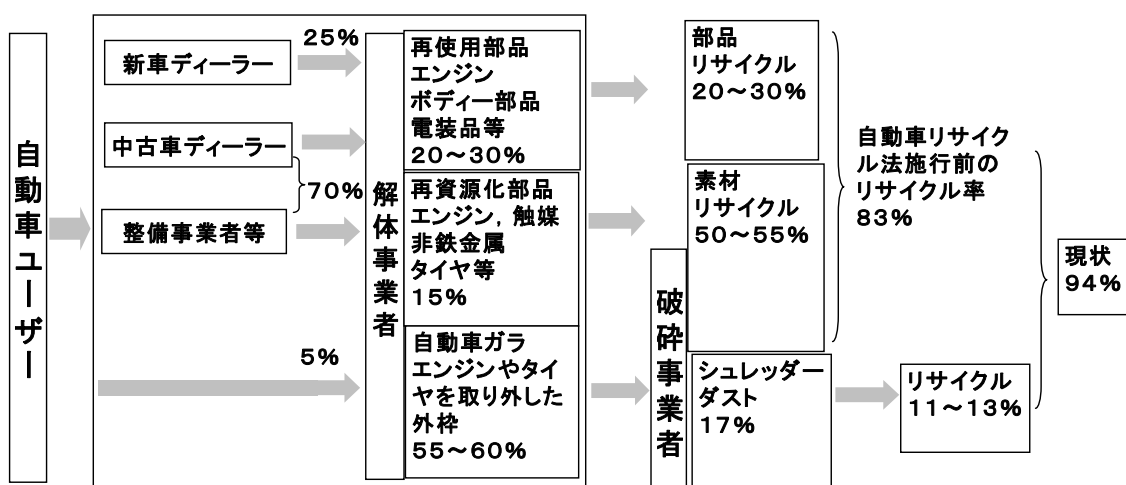 自動車ユーザー
新車ディーラー
25%
中古車ディーラー
70%
整備事業者等
5%
解体事業者
再使用部品
エンジン
ボディー部品
電装品等
20～30%
再資源化部品
エンジン，触媒
非鉄金属
タイヤ等
15%
自動車ガラ
エンジンやタイ
ヤを取り外した
外枠
55～60%
破砕事業者
部品
リサイクル
20～30%
素材
リサイクル
50～55%
シュレッダー
ダスト
17%
自動車リサイク
ル法施行前の
リサイクル率
83%
リサイクル
11～13%
現状
94%